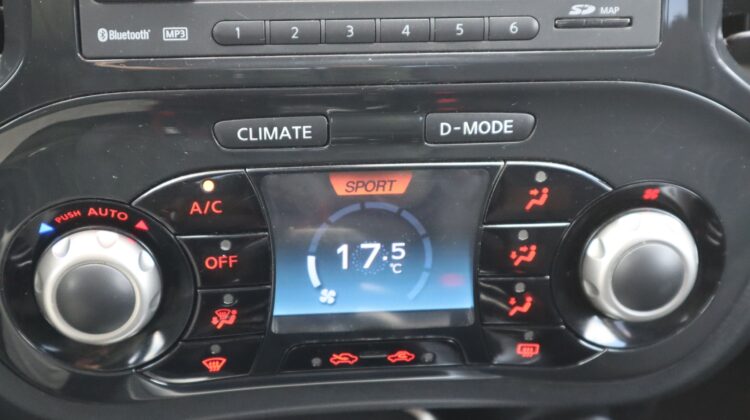 Bluetooth MP3 1 2 3 4 5 6 SD MAP
CLIMATE D-MODE
SPORT
PUSH AUTO
A/C
17.5 °C
OFF